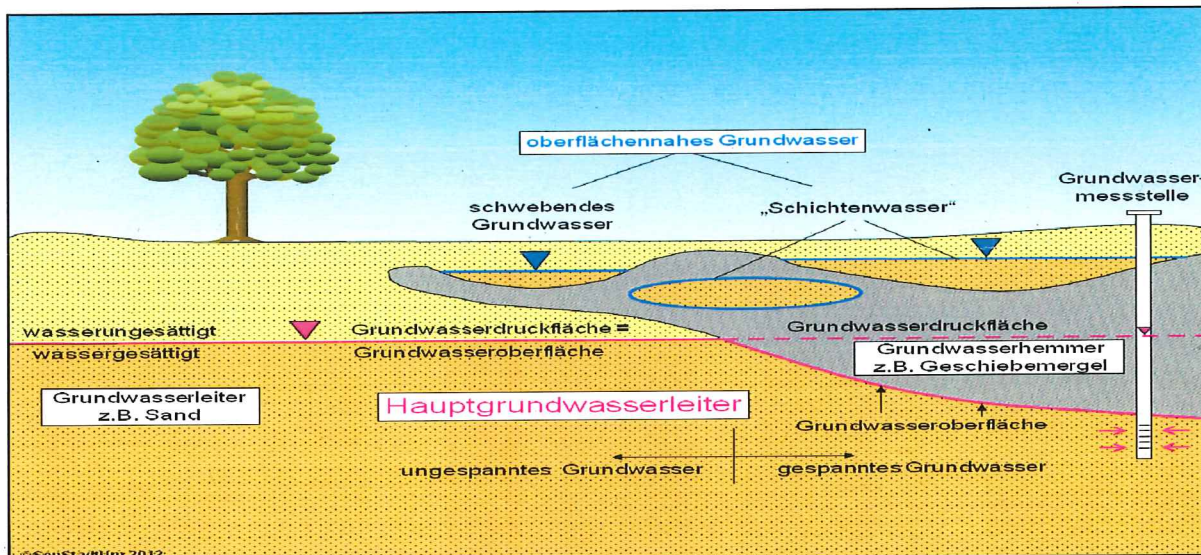 oberflächennahes Grundwasser
Grundwasser-
messstelle
schwebendes
Grundwasser
„Schichtenwasser“
wasserungesättigt
wassergesättigt
Grundwasserdruckfläche =
Grundwasseroberfläche
Grundwasserdruckfläche
Grundwasserhemmer
z.B. Geschiebemergel
Grundwasserleiter
z.B. Sand
Hauptgrundwasserleiter
Grundwasseroberfläche
ungespanntes Grundwasser
gespanntes Grundwasser